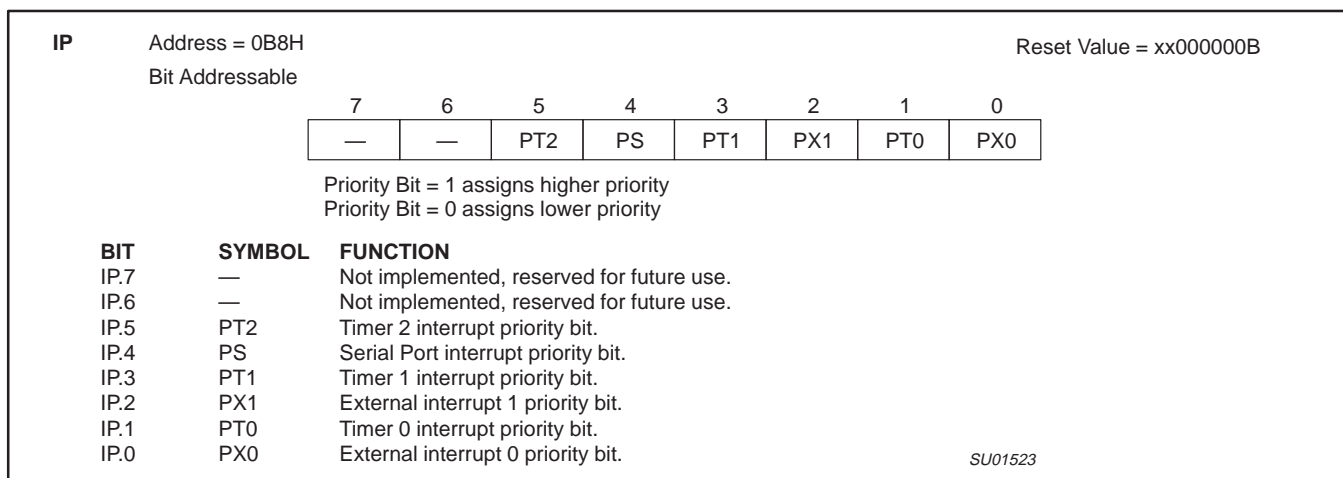 IP Address = 0B8H Reset Value = xx000000B
Bit Addressable
7 6 5 4 3 2 1 0
— — PT2 PS PT1 PX1 PT0 PX0
Priority Bit = 1 assigns higher priority
Priority Bit = 0 assigns lower priority
BIT SYMBOL FUNCTION
IP.7 — Not implemented, reserved for future use.
IP.6 — Not implemented, reserved for future use.
IP.5 PT2 Timer 2 interrupt priority bit.
IP.4 PS Serial Port interrupt priority bit.
IP.3 PT1 Timer 1 interrupt priority bit.
IP.2 PX1 External interrupt 1 priority bit.
IP.1 PT0 Timer 0 interrupt priority bit.
IP.0 PX0 External interrupt 0 priority bit.
SU01523